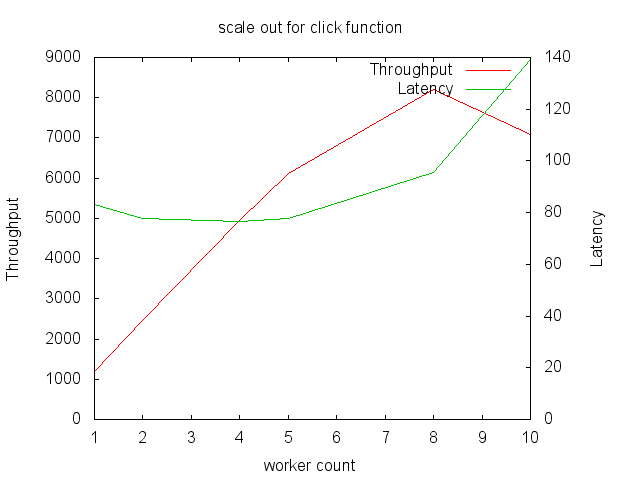 scale out for click function
9000 140
Throughput
8000 Latency 120
7000
6000 100
5000 80
4000 60
3000
2000 40
1000 20
0 0
Throughput
Latency
1 2 3 4 5 6 7 8 9 10
worker count